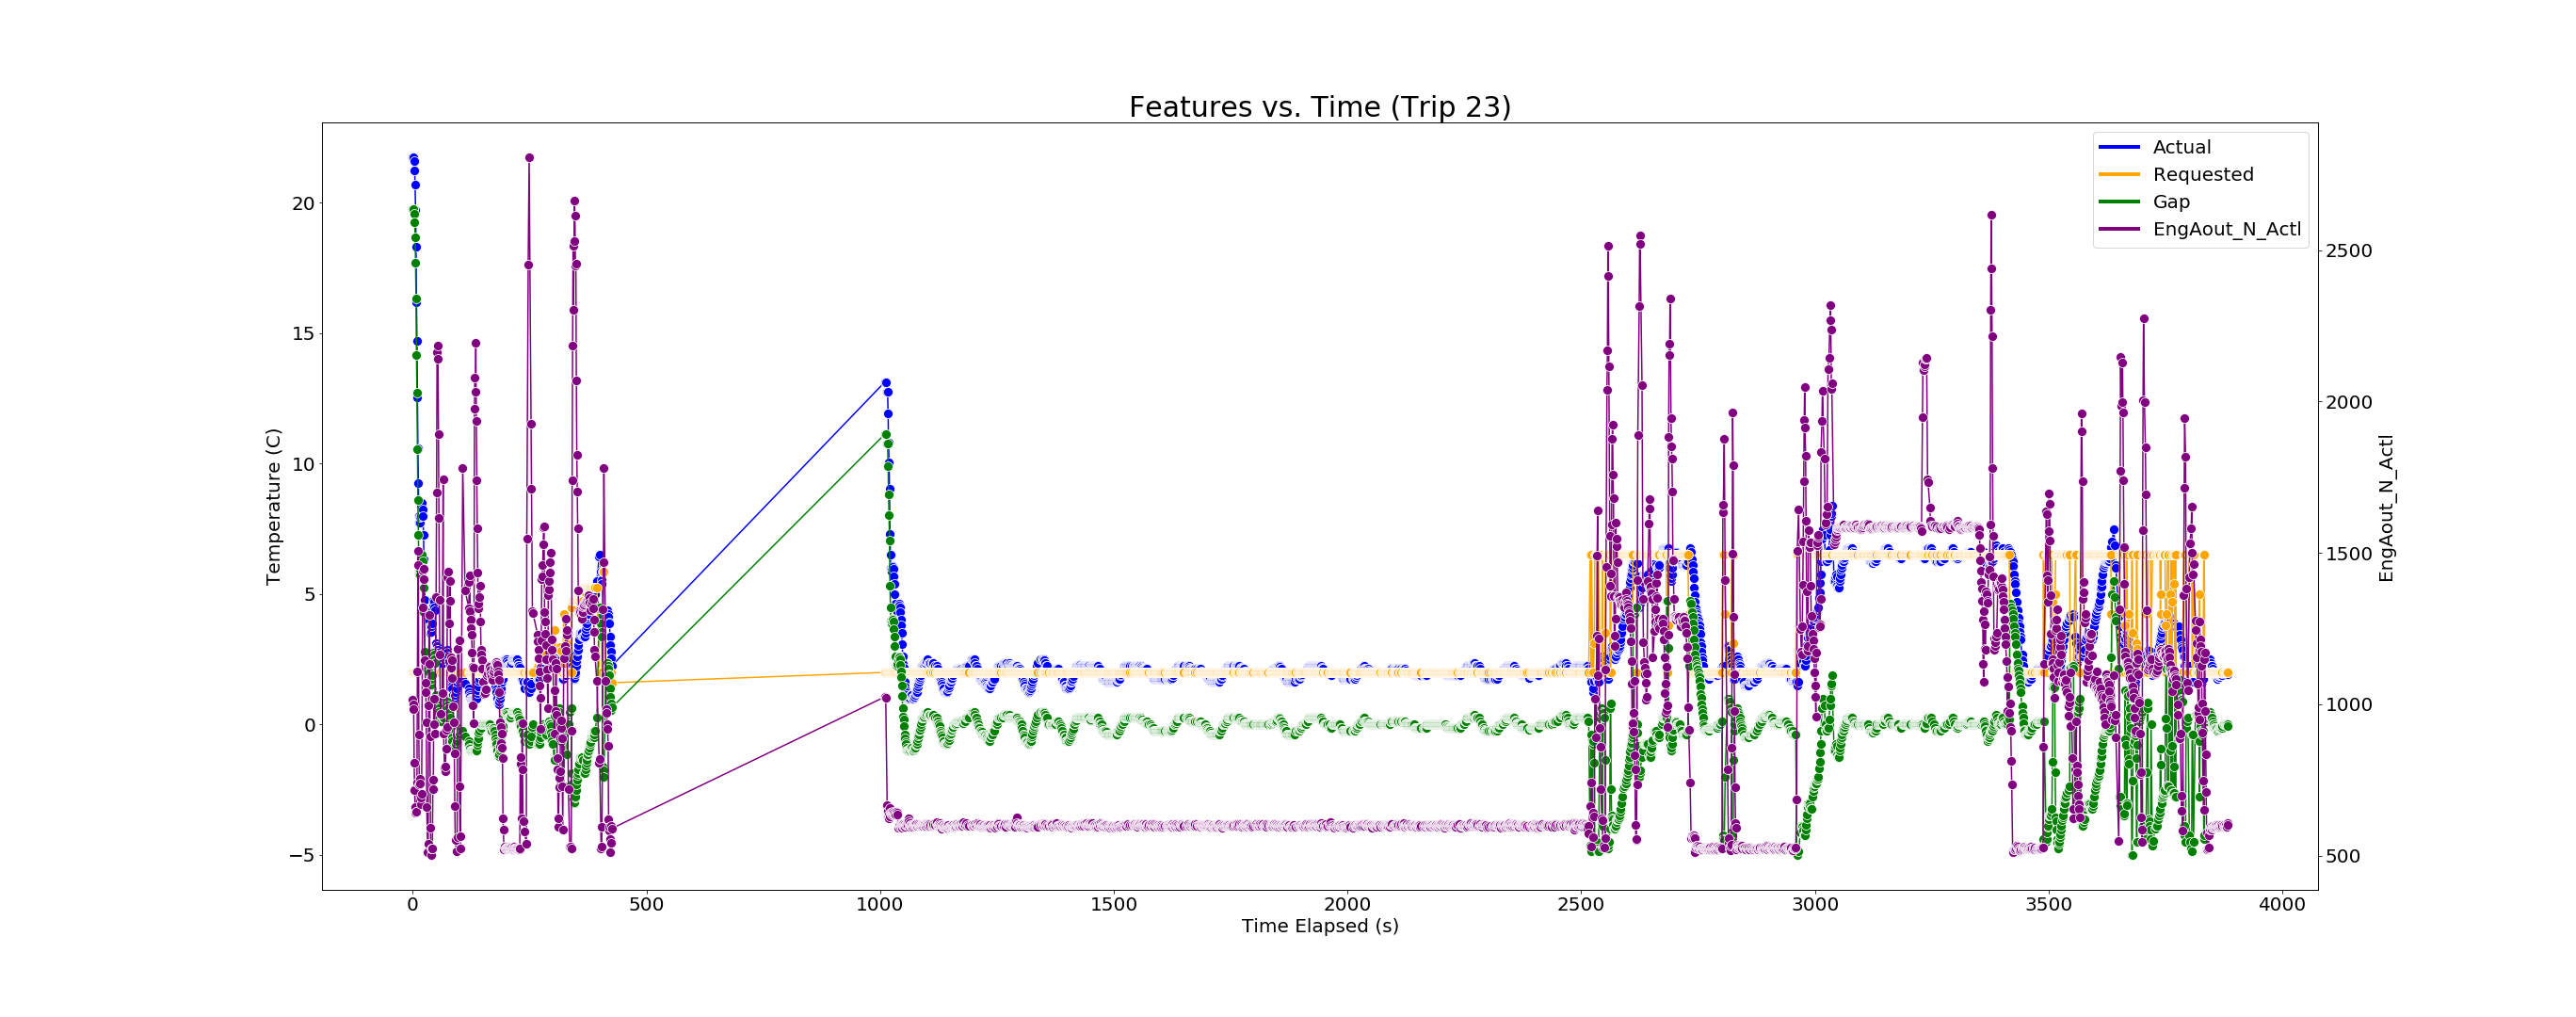 Features vs. Time (Trip 23)
Actual
Requested
Gap
EngAout_N_Actl
Temperature (C)
20
15
10
5
0
−5
2500
2000
1500
1000
500
EngAout_N_Actl
0 500 1000 1500 2000 2500 3000 3500 4000
Time Elapsed (s)